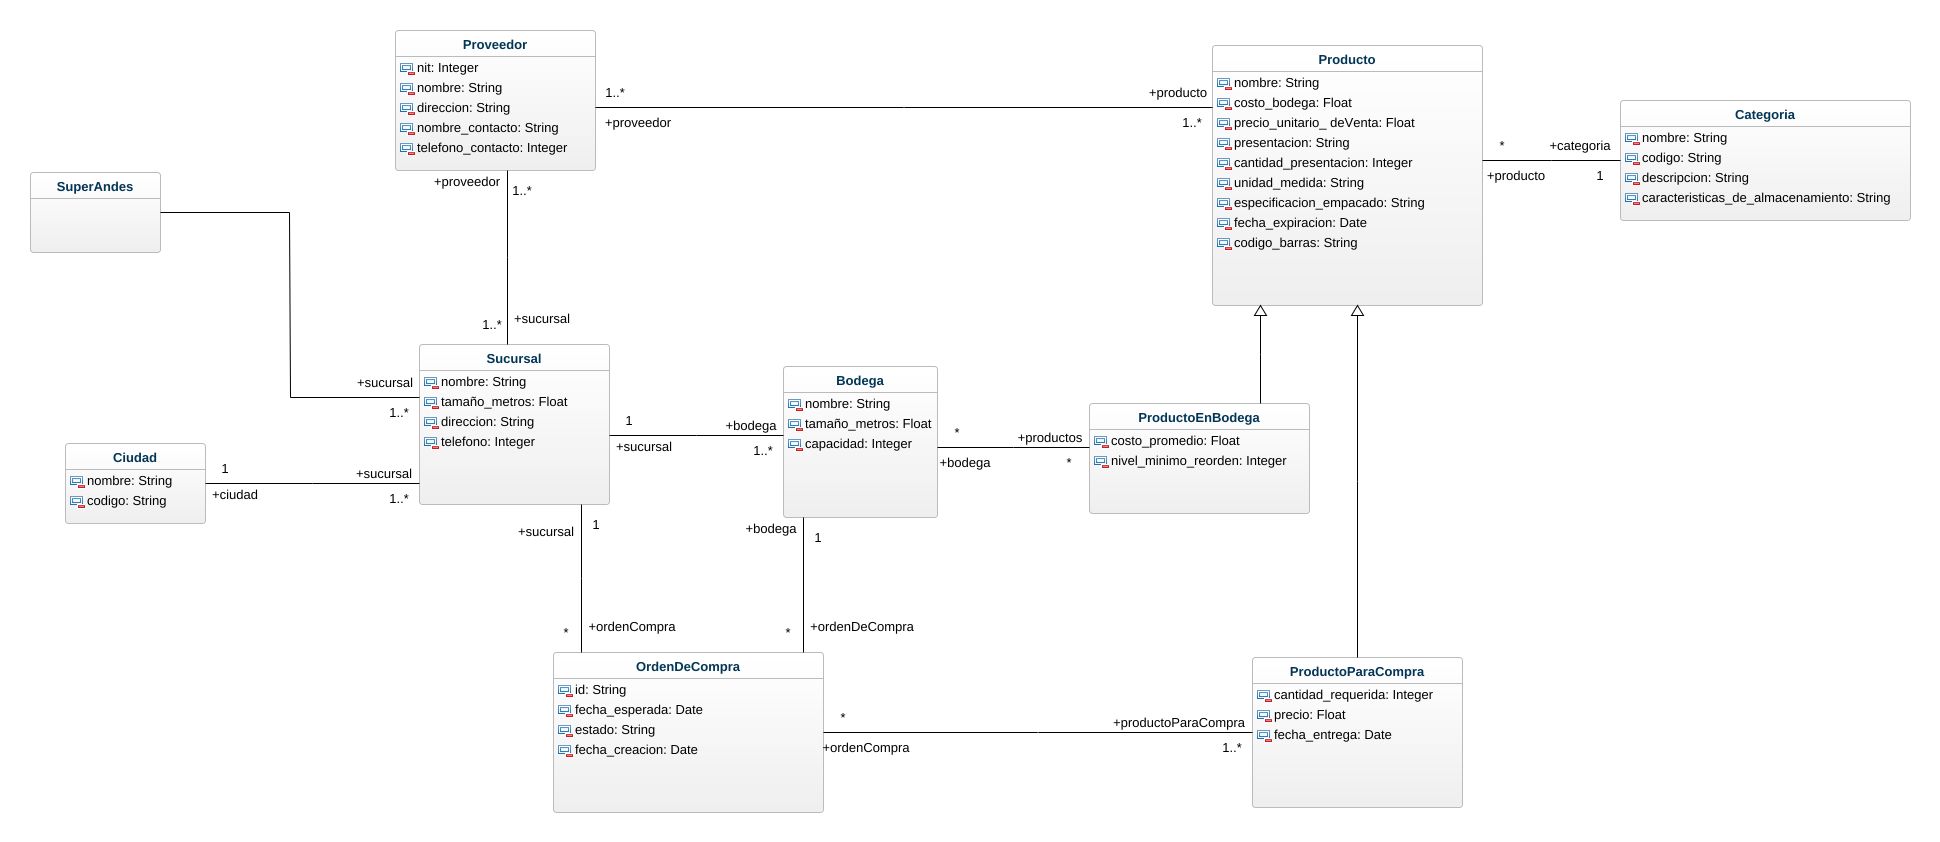 Proveedor
nit: Integer
nombre: String
direccion: String
nombre_contacto: String
telefono_contacto: Integer
1..*
+proveedor
+producto
1..*
Producto
nombre: String
costo_bodega: Float
precio_unitario_ deVenta: Float
presentacion: String
cantidad_presentacion: Integer
unidad_medida: String
especificacion_empacado: String
fecha_expiracion: Date
codigo_barras: String
*
+categoria
+producto
1
Categoria
nombre: String
codigo: String
descripcion: String
caracteristicas_de_almacenamiento: String
SuperAndes
+proveedor
1..*
1..*
+sucursal
+sucursal
1..*
Sucursal
nombre: String
tamaño_metros: Float
direccion: String
telefono: Integer
Ciudad
nombre: String
codigo: String
1
+ciudad
+sucursal
1..*
1
+sucursal
+bodega
1..*
Bodega
nombre: String
tamaño_metros: Float
capacidad: Integer
*
+bodega
+productos
*
ProductoEnBodega
costo_promedio: Float
nivel_minimo_reorden: Integer
+sucursal
1
*
+ordenCompra
+bodega
1
*
+ordenDeCompra
OrdenDeCompra
id: String
fecha_esperada: Date
estado: String
fecha_creacion: Date
*
+ordenCompra
+productoParaCompra
1..*
ProductoParaCompra
cantidad_requerida: Integer
precio: Float
fecha_entrega: Date